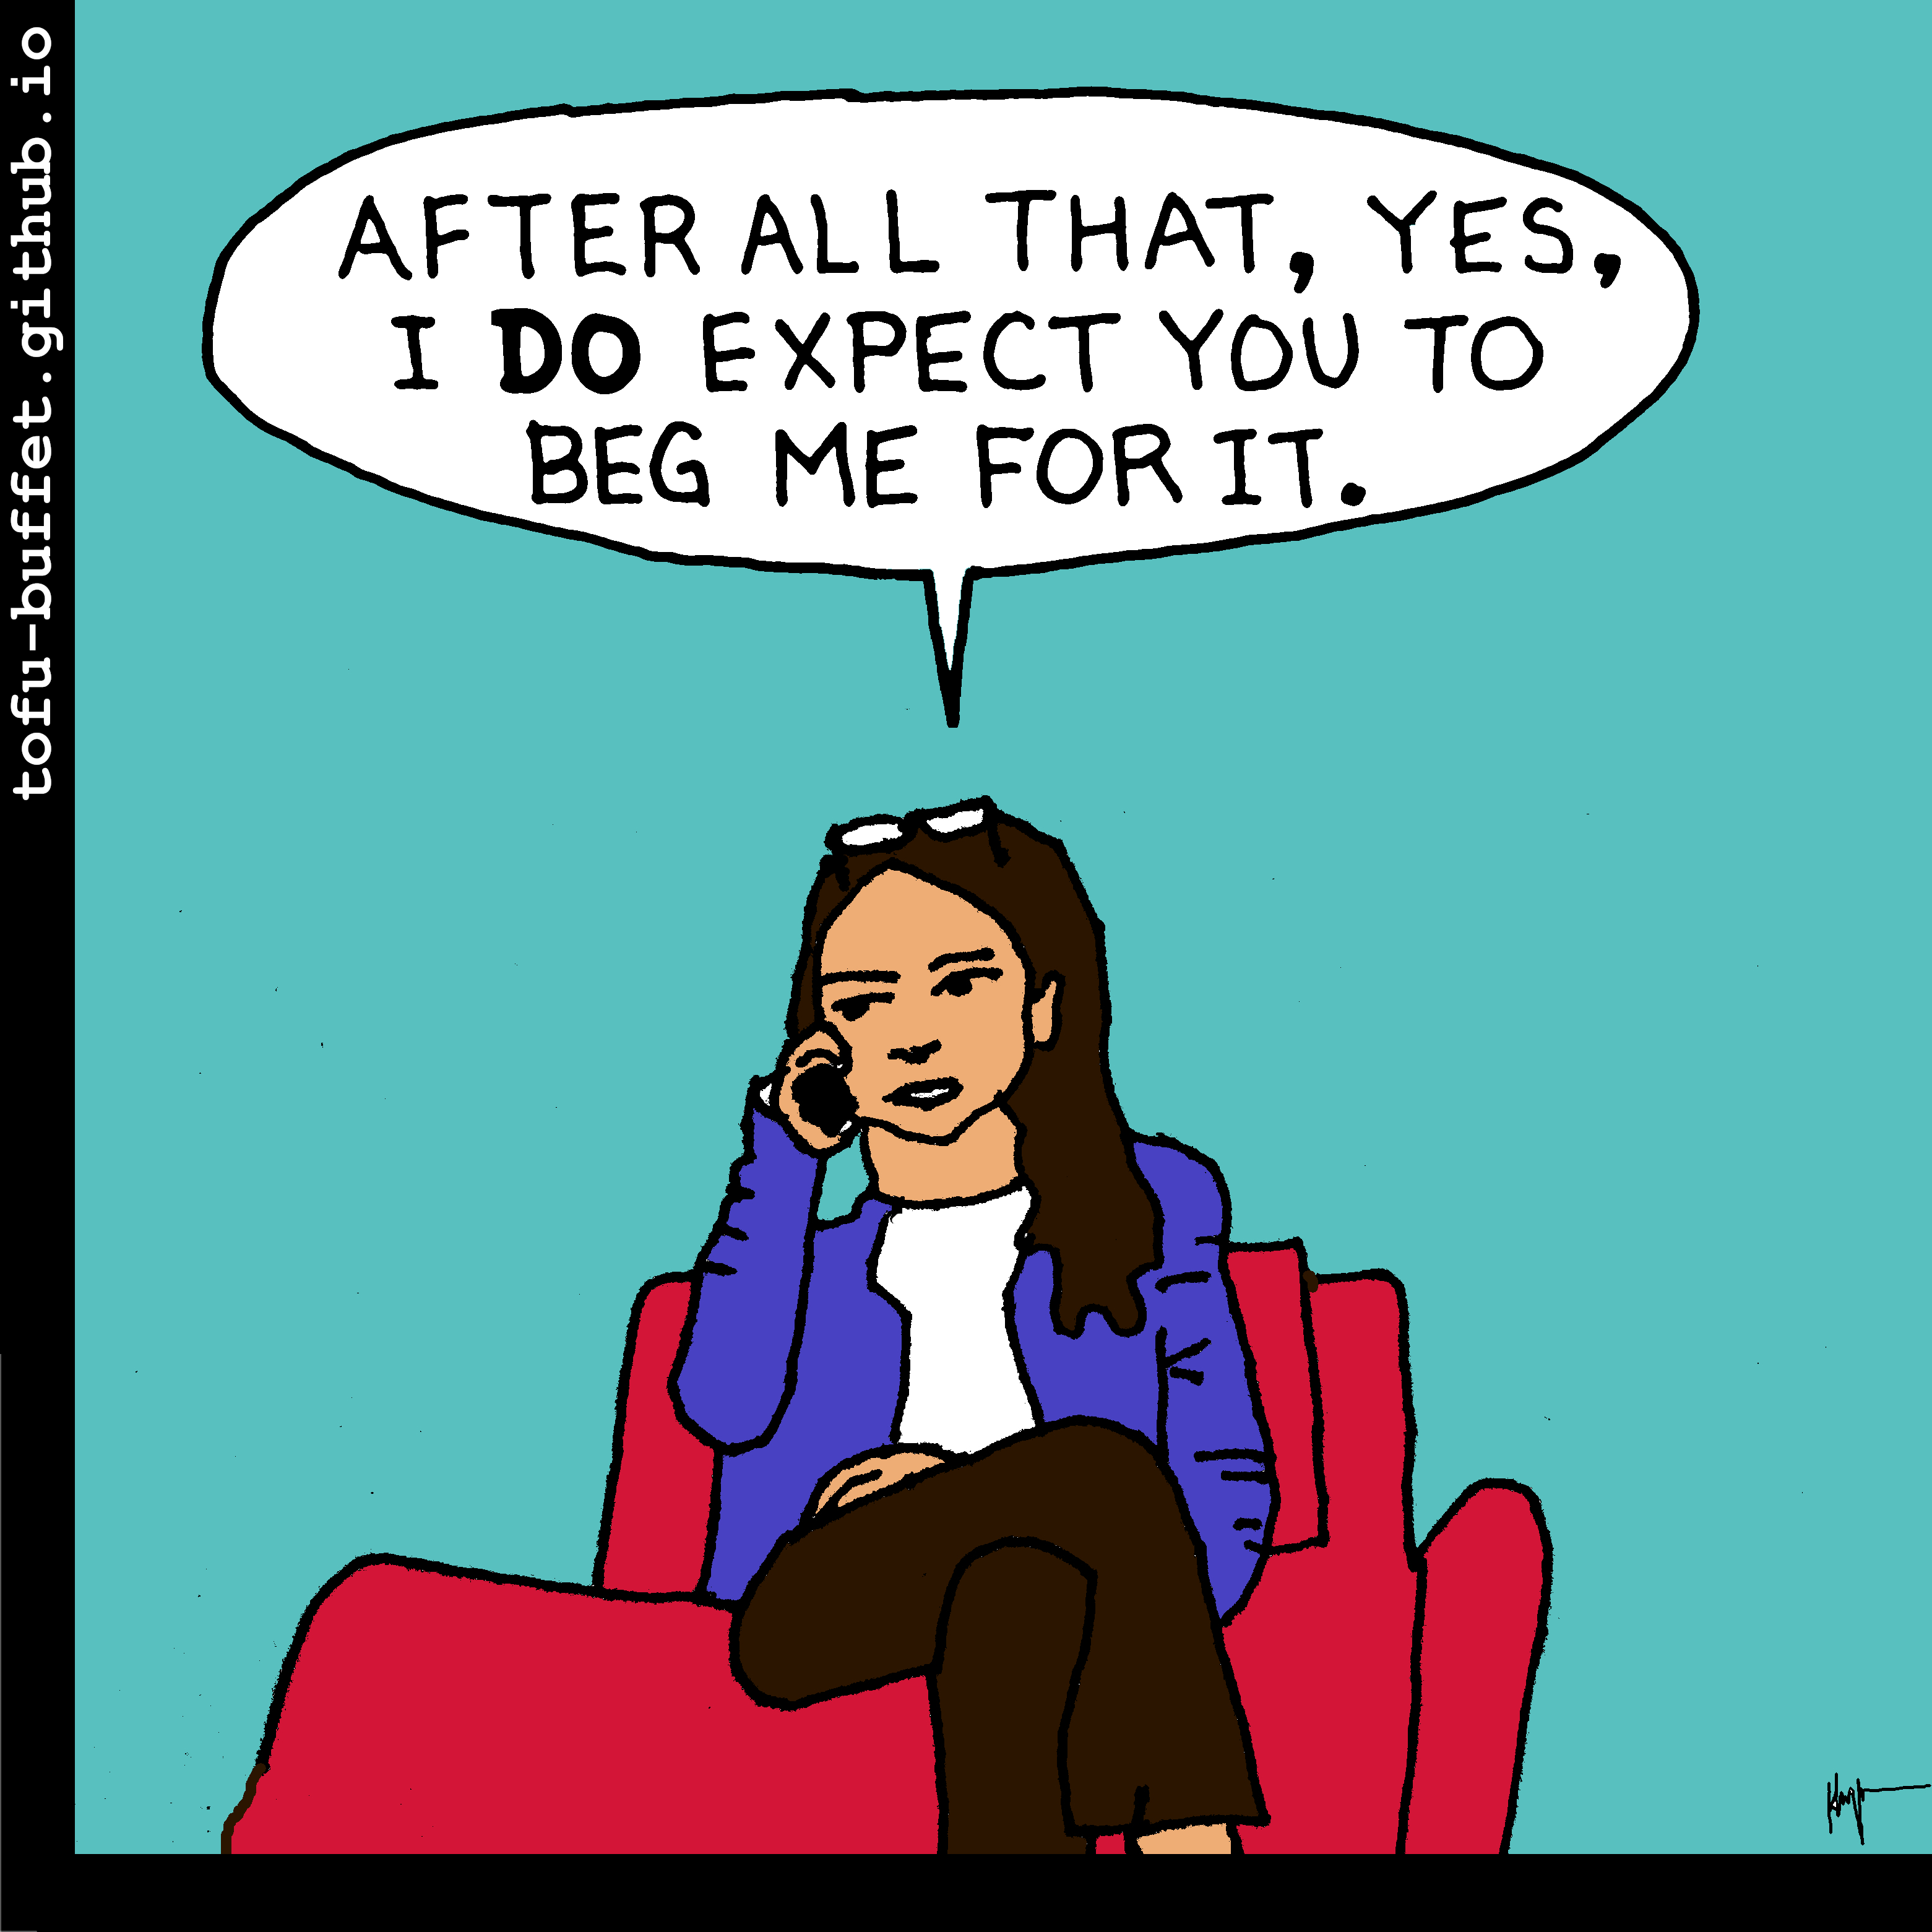 tofu-buffet.github.io
AFTER ALL THAT, YES,
I DO EXPECT YOU TO
BEG ME FOR IT.